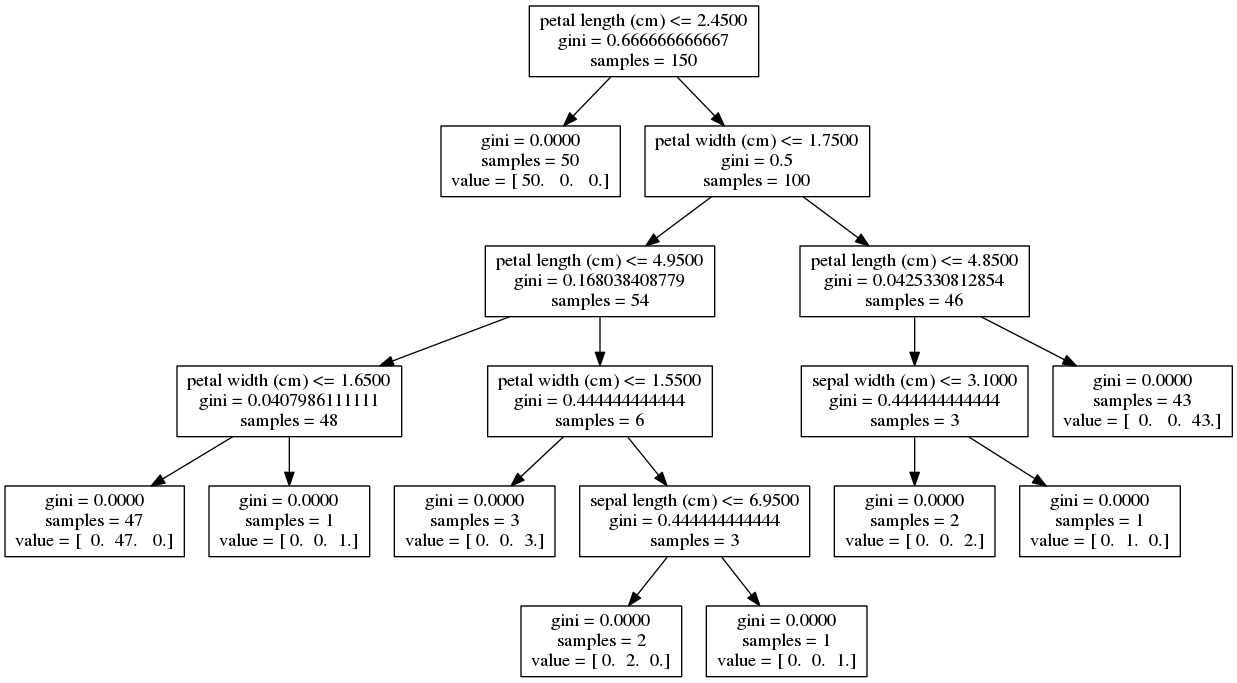 petal length (cm) <= 2.4500
gini = 0.666666666667
samples = 150
gini = 0.0000
samples = 50
value = [ 50. 0. 0.]
petal width (cm) <= 1.7500
gini = 0.5
samples = 100
petal length (cm) <= 4.9500
gini = 0.168038408779
samples = 54
petal length (cm) <= 4.8500
gini = 0.0425330812854
samples = 46
petal width (cm) <= 1.6500
gini = 0.0407986111111
samples = 48
petal width (cm) <= 1.5500
gini = 0.444444444444
samples = 6
sepal width (cm) <= 3.1000
gini = 0.444444444444
samples = 3
gini = 0.0000
samples = 43
value = [ 0. 0. 43.]
gini = 0.0000
samples = 47
value = [ 0. 47. 0.]
gini = 0.0000
samples = 1
value = [ 0. 0. 1.]
gini = 0.0000
samples = 3
value = [ 0. 0. 3.]
sepal length (cm) <= 6.9500
gini = 0.444444444444
samples = 3
gini = 0.0000
samples = 2
value = [ 0. 0. 2.]
gini = 0.0000
samples = 1
value = [ 0. 1. 0.]
gini = 0.0000
samples = 2
value = [ 0. 2. 0.]
gini = 0.0000
samples = 1
value = [ 0. 0. 1.]